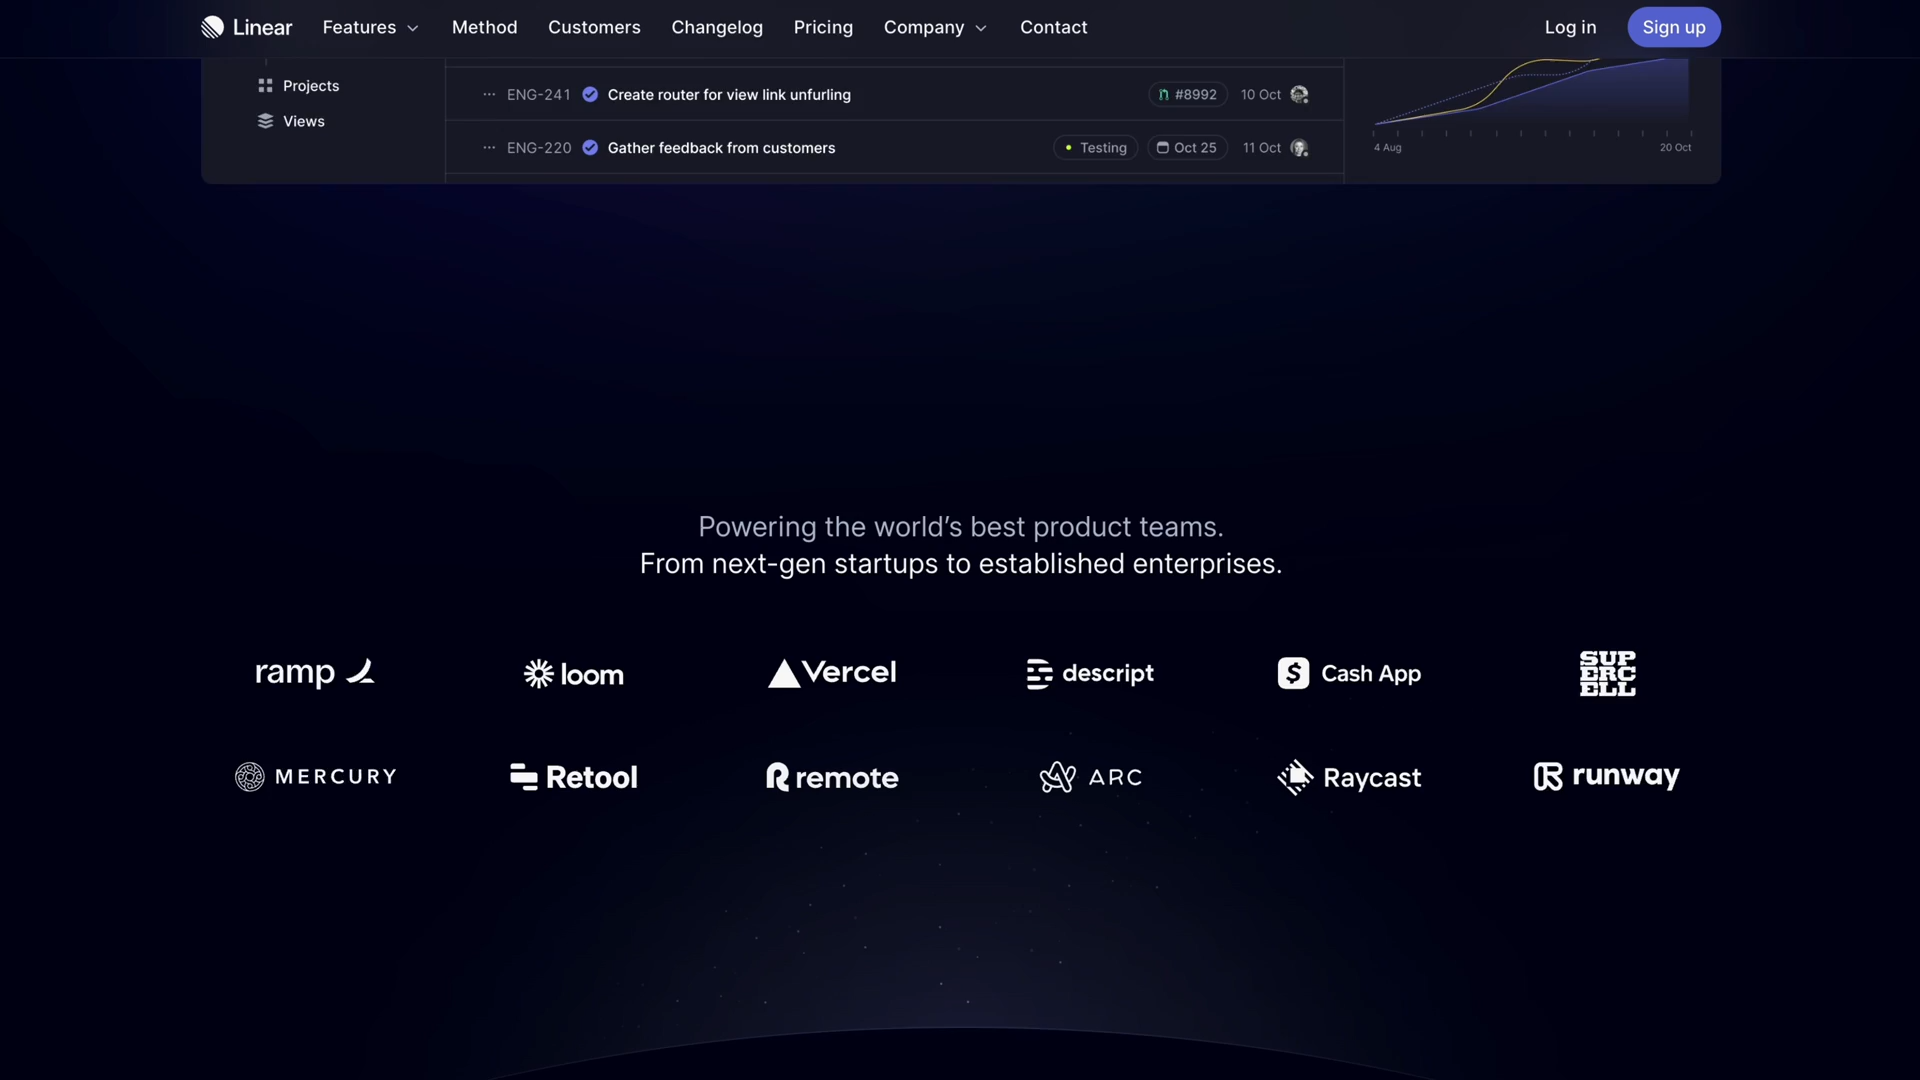 Linear Features Method Customers Changelog Pricing Company Contact Log in Sign up
Projects
Views
ENG-241 Create router for view link unfurling #8992 10 Oct
ENG-220 Gather feedback from customers Testing Oct 25 11 Oct
4 Aug 20 Oct
Powering the world’s best product teams.
From next-gen startups to established enterprises.
ramp loom Vercel descript $ Cash App SUP
ERC
ELL
MERCURY Retool remote ARC Raycast runway